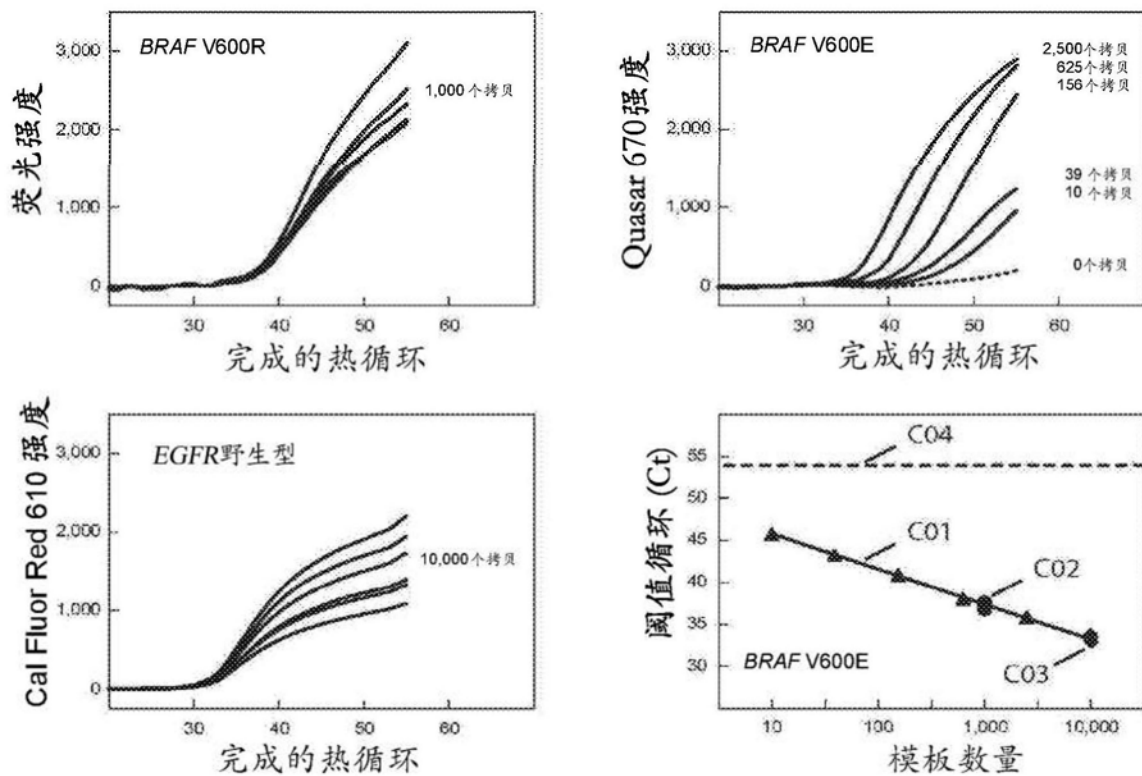 BRAF V600R
荧光强度
3,000
2,000
1,000
0
1,000个拷贝
30 40 50 60
完成的热循环
BRAF V600E
Quasar 670强度
3,000
2,000
1,000
0
2,500个拷贝
625个拷贝
156个拷贝
39个拷贝
10个拷贝
0个拷贝
30 40 50 60
完成的热循环
EGFR野生型
Cal Fluor Red 610 强度
3,000
2,000
1,000
0
10,000个拷贝
30 40 50 60
完成的热循环
阈值循环 (Ct)
55
50
45
40
35
30
C04
C01
C02
C03
BRAF V600E
10 100 1,000 10,000
模板数量